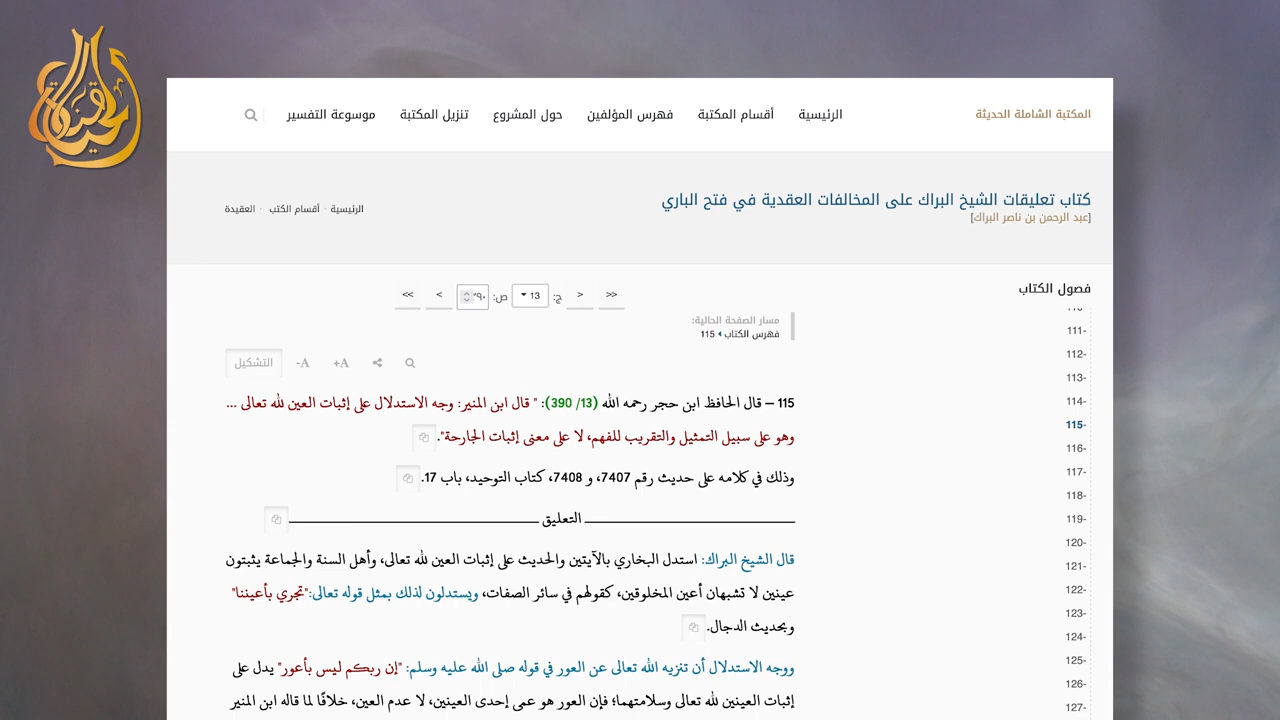 الحياة قناة
المكتبة الشاملة الحديثة
الرئيسية أقسام المكتبة فهرس المؤلفين حول المشروع تنزيل المكتبة موسوعة التفسير
كتاب تعليقات الشيخ البراك على المخالفات العقدية في فتح الباري
[عبد الرحمن بن ناصر البراك]
الرئيسية · أقسام الكتب · العقيدة
فصول الكتاب
-111
-112
-113
-114
-115
-116
-117
-118
-119
-120
-121
-122
-123
-124
-125
-126
-127
>> > ج: 13 ص: < <<
مسار الصفحة الحالية:
فهرس الكتاب 115
+A -A التشكيل
115 – قال الحافظ ابن حجر رحمه الله (13/ 390): " قال ابن المنير: وجه الاستدلال على إثبات العين لله تعالى ...
وهو على سبيل التمثيل والتقريب للفهم، لا على معنى إثبات الجارحة".
وذلك في كلامه على حديث رقم 7407، و 7408، كتاب التوحيد، باب 17.
ــــــــــــــــــــ التعليق ــــــــــــــــــــ
قال الشيخ البراك: استدل البخاري بالآيتين والحديث على إثبات العين لله تعالى، وأهل السنة والجماعة يثبتون
عينين لا تشبهان أعين المخلوقين، كقولهم في سائر الصفات، ويستدلون لذلك بمثل قوله تعالى:"تجري بأعيننا"
وبحديث الدجال.
ووجه الاستدلال أن تنزيه الله تعالى عن العور في قوله صلى الله عليه وسلم: "إن ربكم ليس بأعور" يدل على
إثبات العينين لله تعالى وسلامتهما؛ فإن العور هو عمى إحدى العينين، لا عدم العين، خلافًا لما قاله ابن المنير